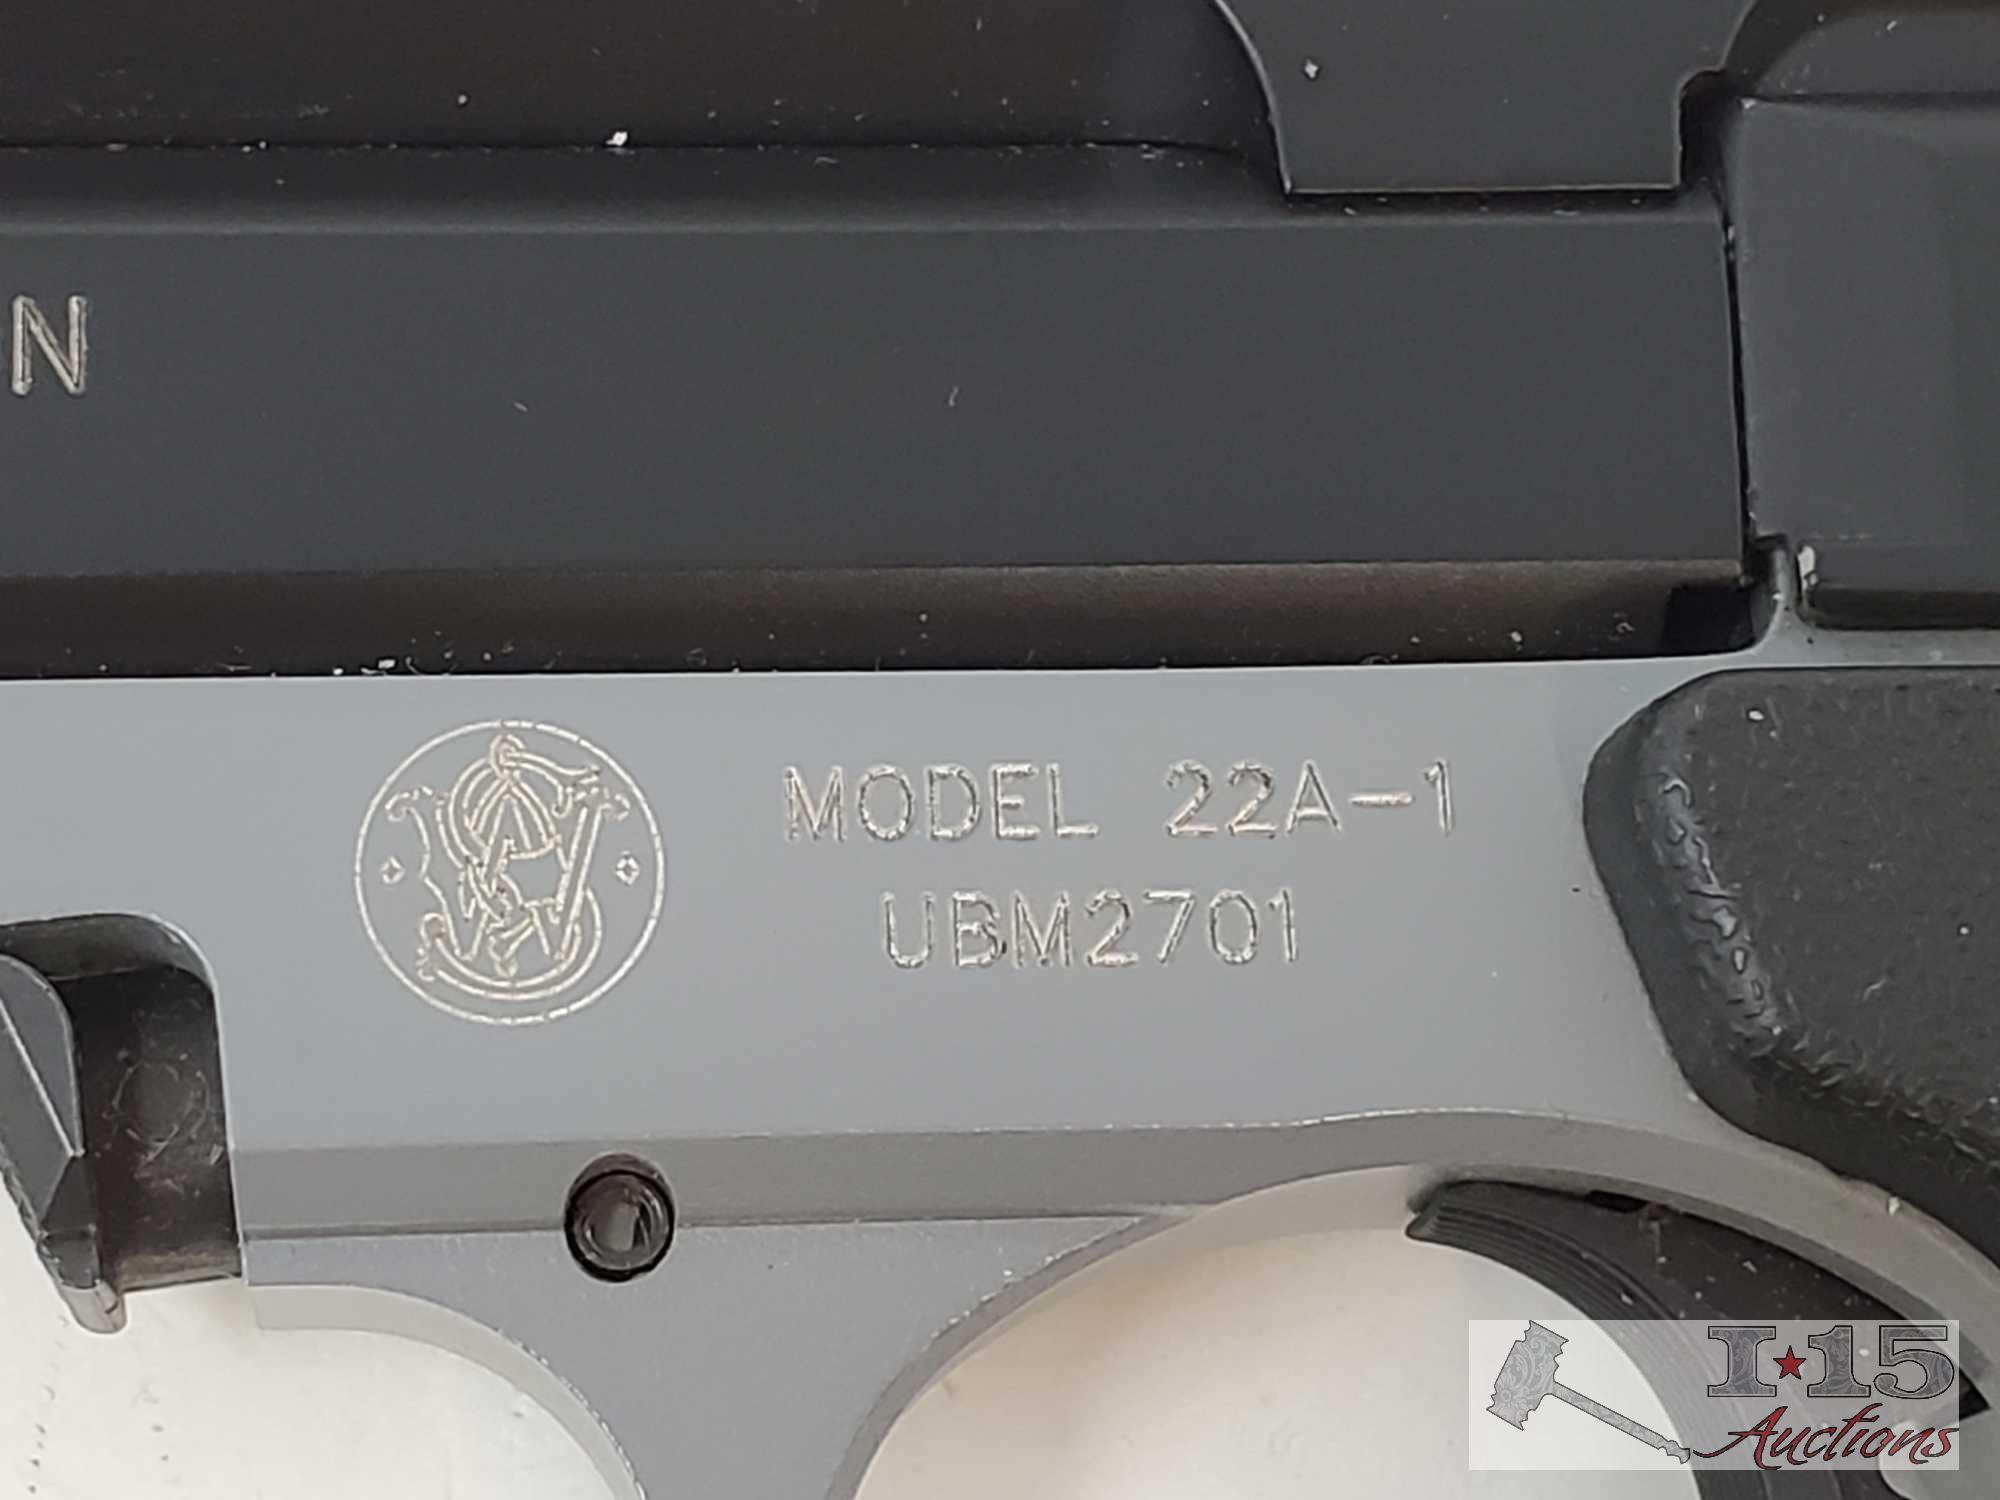 N
MODEL 22A-1
UBM2701
I★15
Auctions